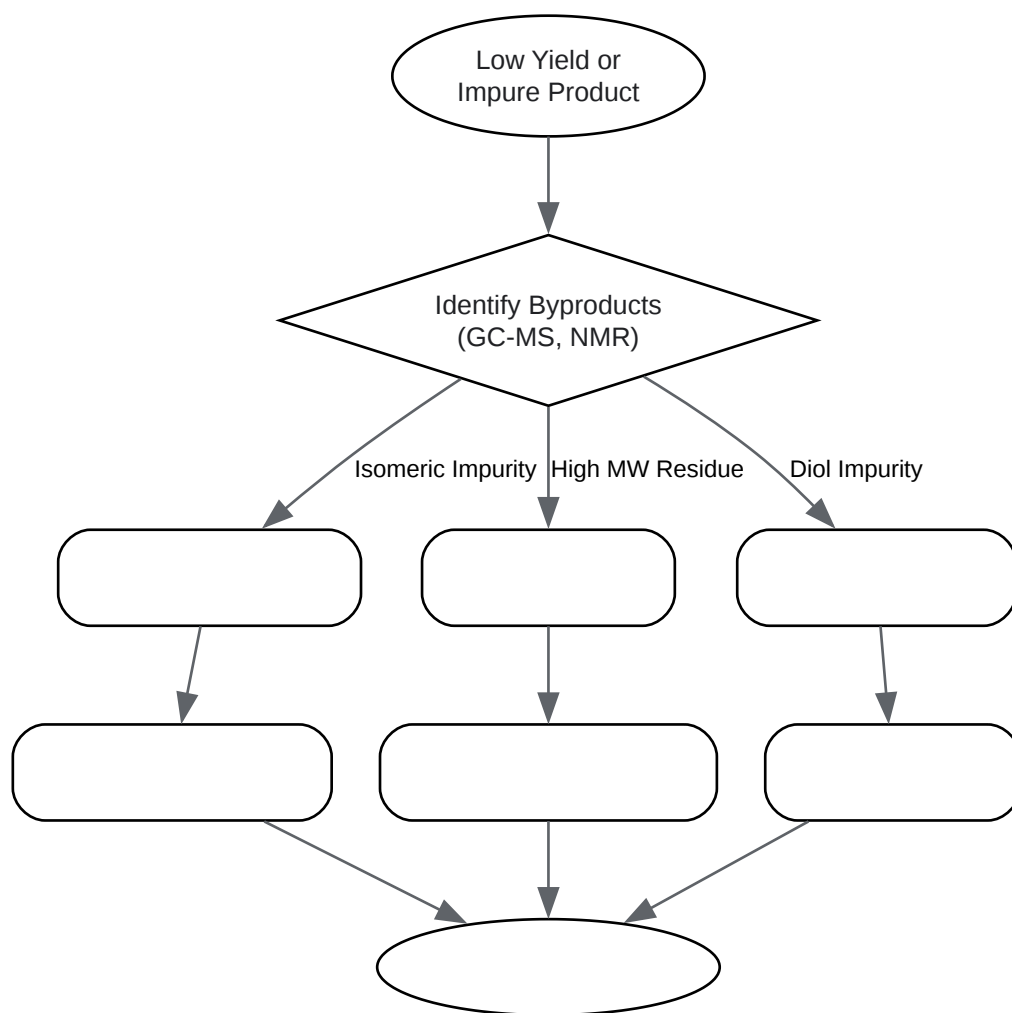 Low Yield or
Impure Product
Identify Byproducts
(GC-MS, NMR)
Isomeric Impurity
High MW Residue
Diol Impurity